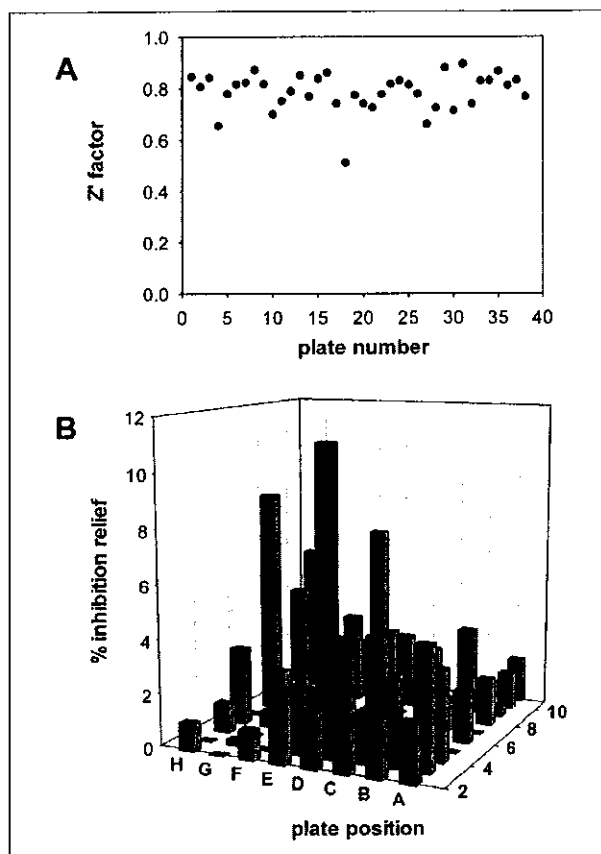 A
Z' factor
1.0
0.8
0.6
0.4
0.2
0.0
0 5 10 15 20 25 30 35 40
plate number
B
% inhibition relief
12
10
8
6
4
2
0
H G F E D C B A
2 4 6 8 10
plate position